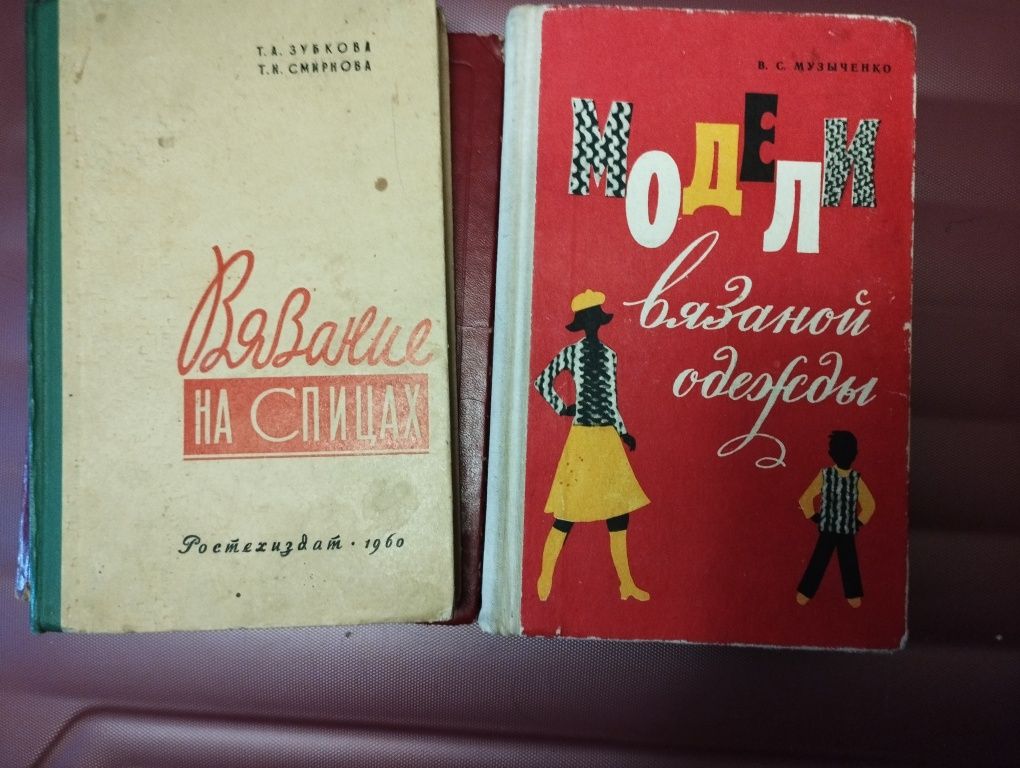 Т.А. ЗУБКОВА
Т.Н. СМИРНОВА
Вязание
НА СПИЦАХ
Ростехиздат · 1960
В. С. МУЗЫЧЕНКО
МОДЕЛИ
вязаной
одежды